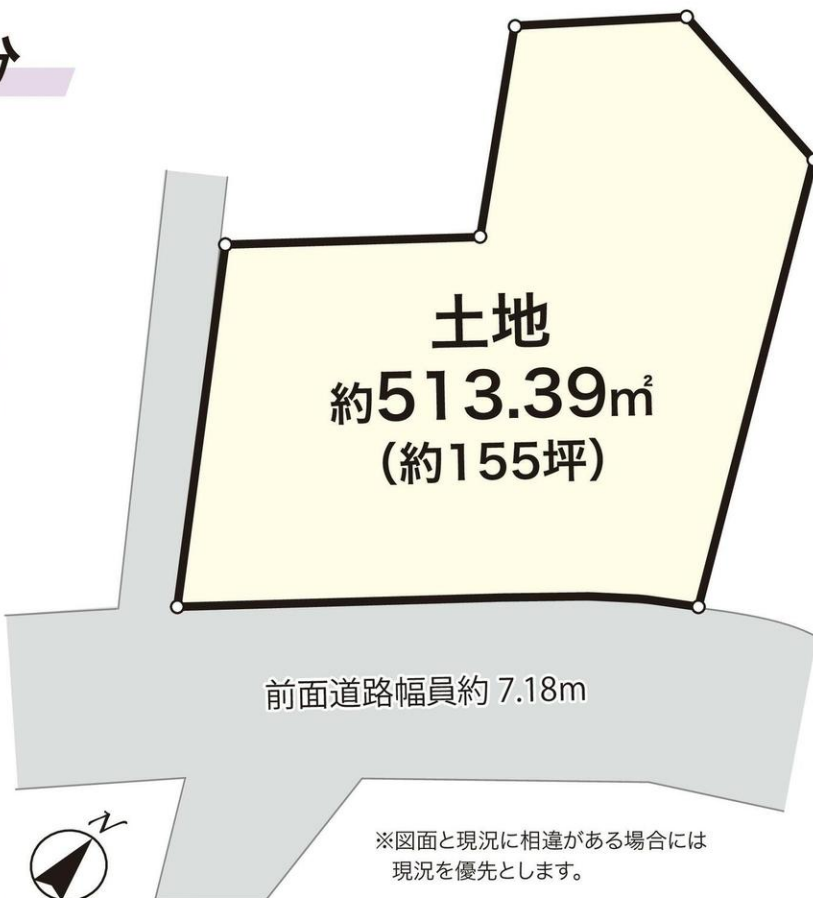 土地
約513.39㎡
（約155坪）
前面道路幅員約 7.18m
N
※図面と現況に相違がある場合には
現況を優先とします。